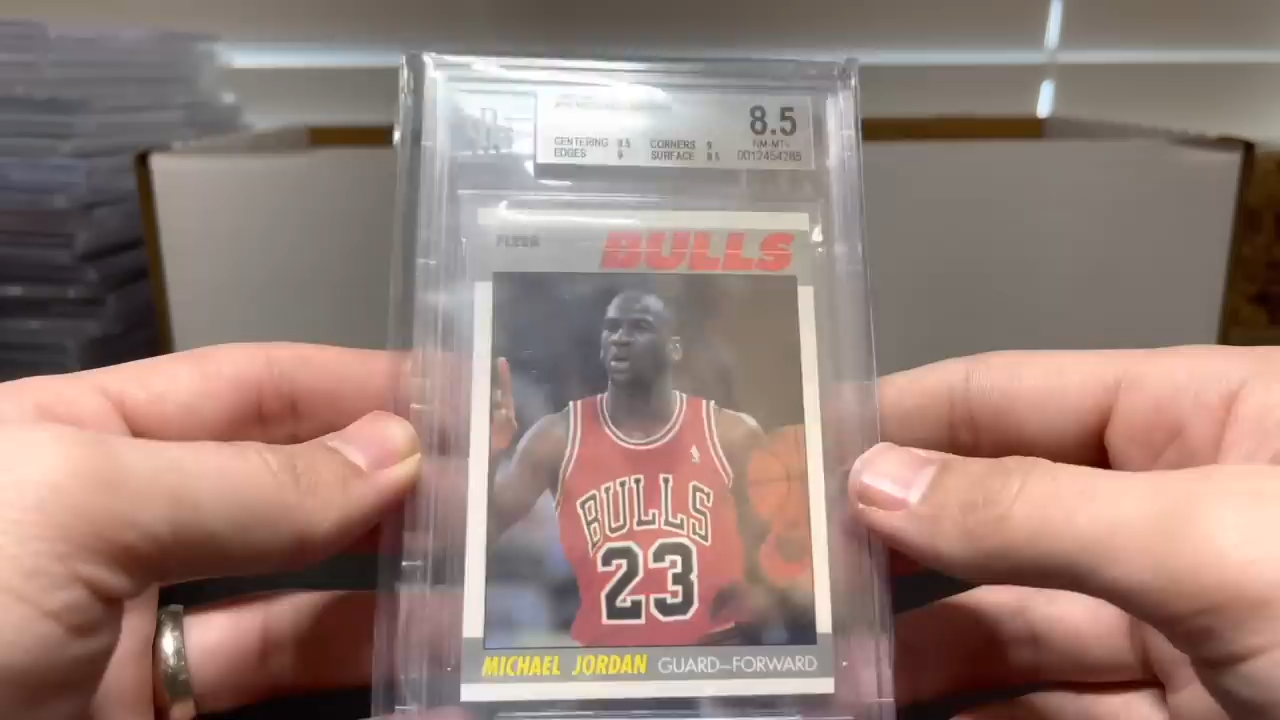 8.5
CENTERING 8.5 CORNERS 9
NM-MT+
EDGES 9 SURFACE 8.5
0012454285
FLEER
BULLS
BULLS
23
MICHAEL JORDAN GUARD-FORWARD